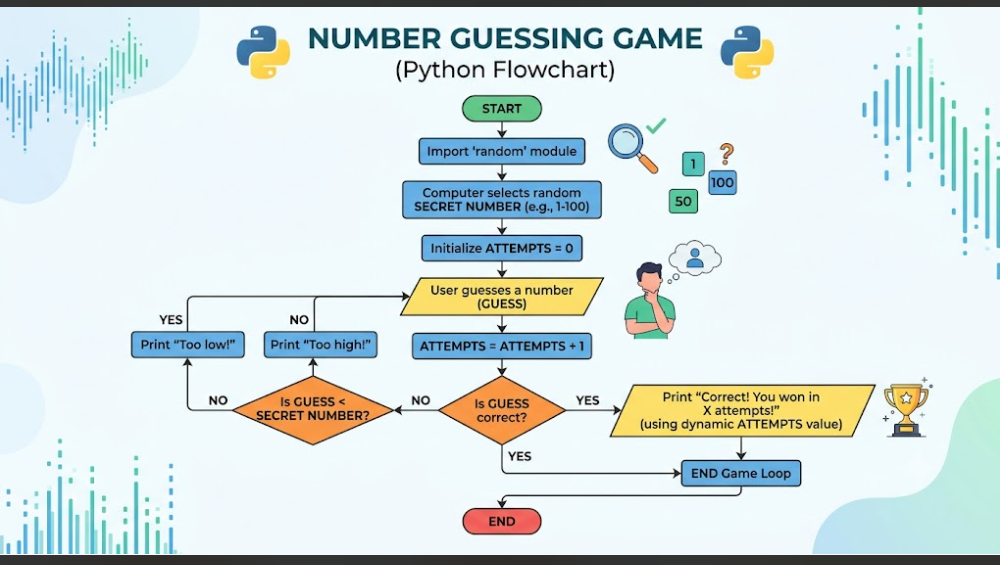 NUMBER GUESSING GAME
(Python Flowchart)
START
Import ‘random’ module
1
?
100
50
Computer selects random
SECRET NUMBER (e.g., 1-100)
Initialize ATTEMPTS = 0
User guesses a number
(GUESS)
YES
NO
Print “Too low!”
Print “Too high!”
ATTEMPTS = ATTEMPTS + 1
NO
Is GUESS <
SECRET NUMBER?
NO
Is GUESS
correct?
YES
Print “Correct! You won in
X attempts!”
(using dynamic ATTEMPTS value)
YES
END Game Loop
END